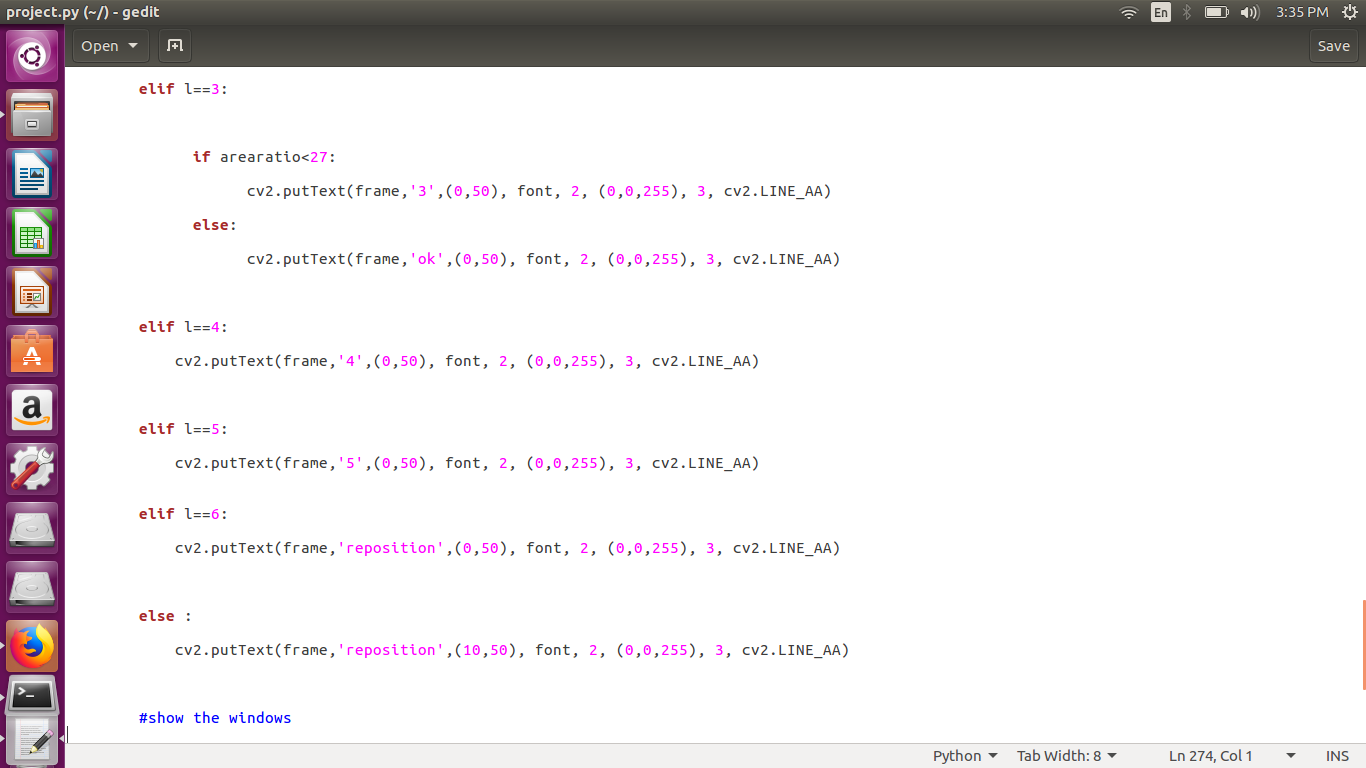 project.py (~/) - gedit
En
3:35 PM
Open
Save
elif l==3:
if arearatio<27:
cv2.putText(frame,'3',(0,50), font, 2, (0,0,255), 3, cv2.LINE_AA)
else:
cv2.putText(frame,'ok',(0,50), font, 2, (0,0,255), 3, cv2.LINE_AA)
elif l==4:
cv2.putText(frame,'4',(0,50), font, 2, (0,0,255), 3, cv2.LINE_AA)
elif l==5:
cv2.putText(frame,'5',(0,50), font, 2, (0,0,255), 3, cv2.LINE_AA)
elif l==6:
cv2.putText(frame,'reposition',(0,50), font, 2, (0,0,255), 3, cv2.LINE_AA)
else :
cv2.putText(frame,'reposition',(10,50), font, 2, (0,0,255), 3, cv2.LINE_AA)
#show the windows
Python Tab Width: 8 Ln 274, Col 1 INS